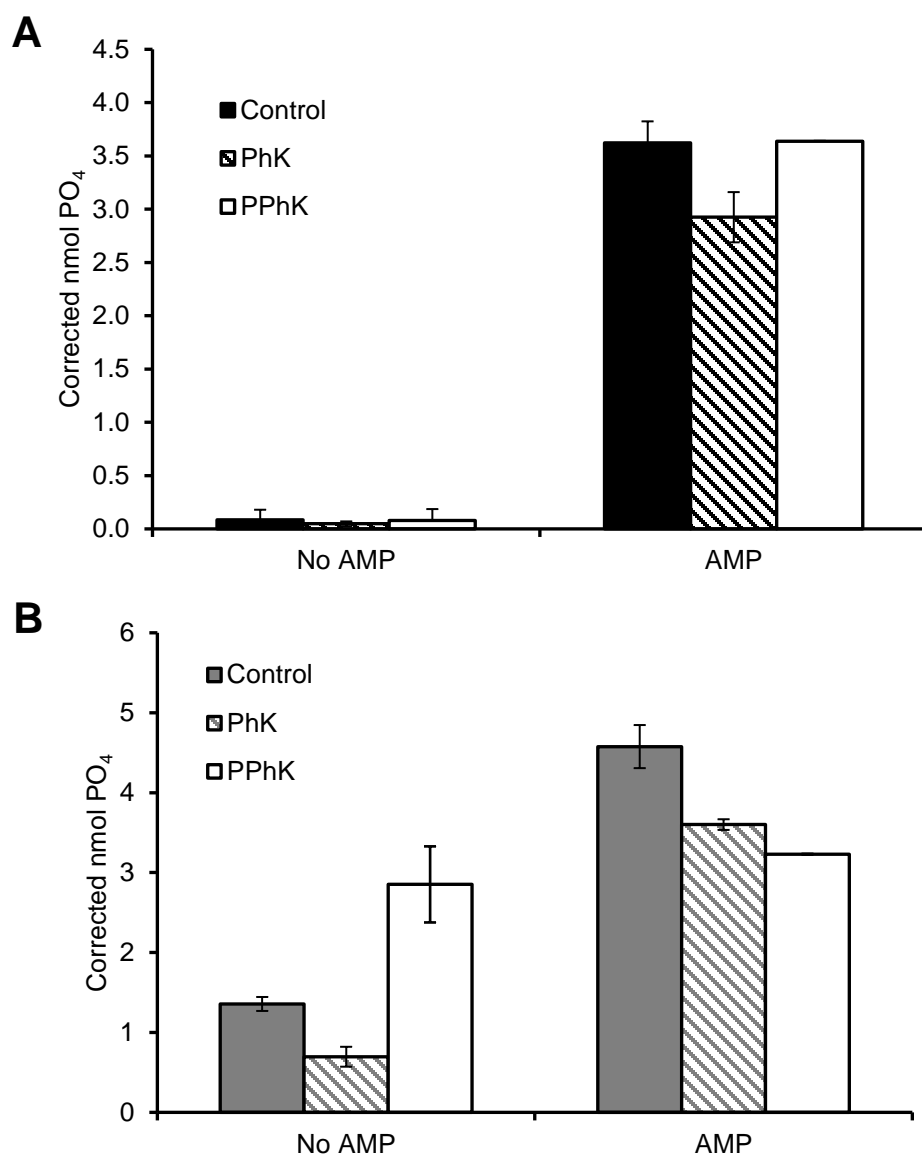 A
4.5
4.0
3.5
3.0
2.5
2.0
1.5
1.0
0.5
0.0
Corrected nmol PO4
Control
PhK
PPhK
No AMP AMP
B
6
5
4
3
2
1
0
Corrected nmol PO4
Control
PhK
PPhK
No AMP AMP